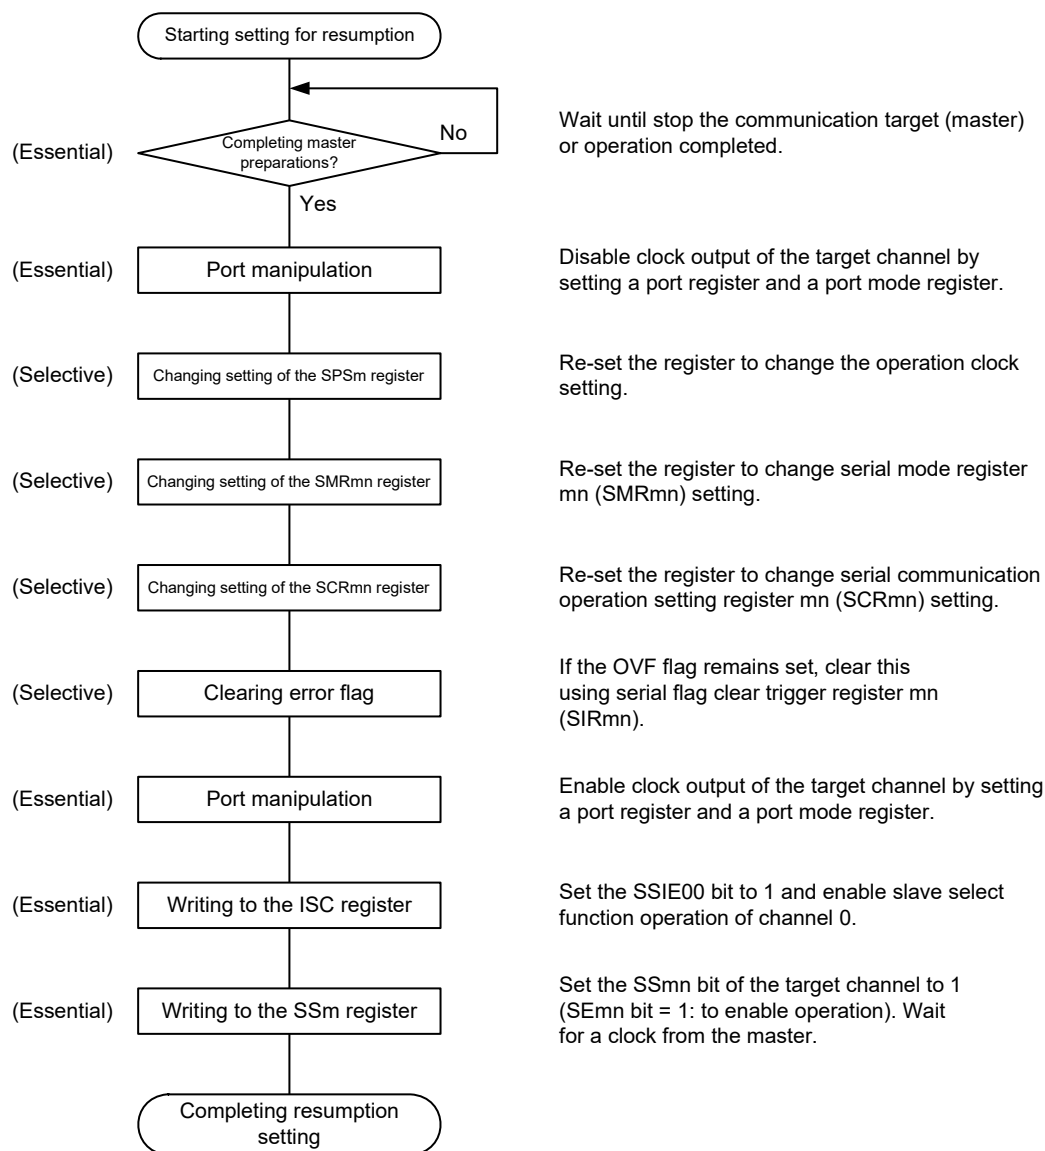 Starting setting for resumption
(Essential)
Completing master
preparations?
No
Yes
Wait until stop the communication target (master)
or operation completed.
(Essential)
Port manipulation
Disable clock output of the target channel by
setting a port register and a port mode register.
(Selective)
Changing setting of the SPSm register
Re-set the register to change the operation clock
setting.
(Selective)
Changing setting of the SMRmn register
Re-set the register to change serial mode register
mn (SMRmn) setting.
(Selective)
Changing setting of the SCRmn register
Re-set the register to change serial communication
operation setting register mn (SCRmn) setting.
(Selective)
Clearing error flag
If the OVF flag remains set, clear this
using serial flag clear trigger register mn
(SIRmn).
(Essential)
Port manipulation
Enable clock output of the target channel by setting
a port register and a port mode register.
(Essential)
Writing to the ISC register
Set the SSIE00 bit to 1 and enable slave select
function operation of channel 0.
(Essential)
Writing to the SSm register
Set the SSmn bit of the target channel to 1
(SEmn bit = 1: to enable operation). Wait
for a clock from the master.
Completing resumption
setting